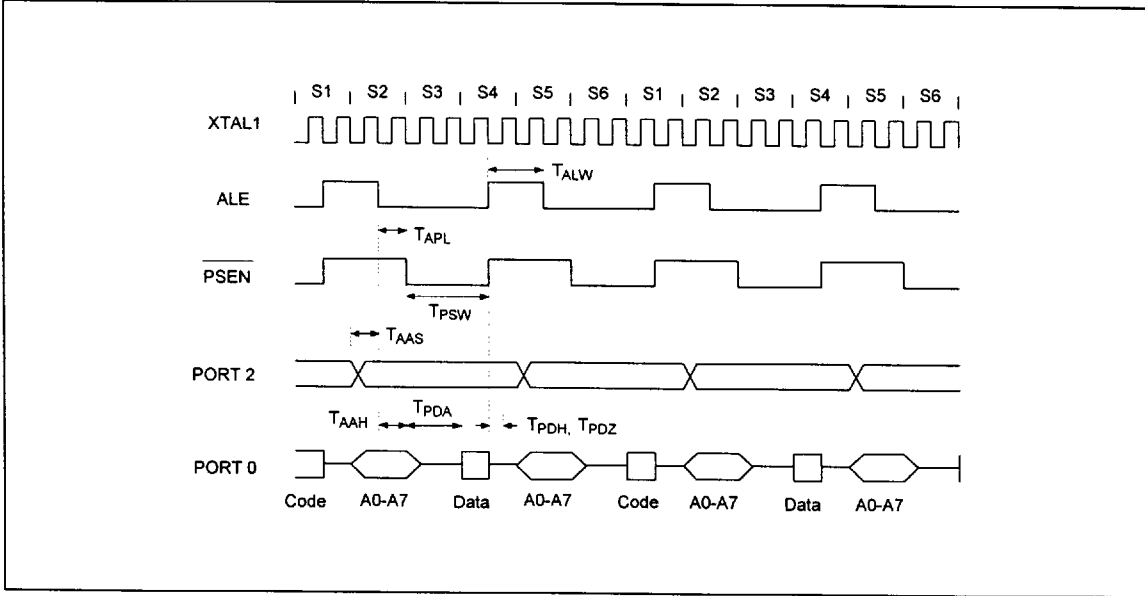 S1 S2 S3 S4 S5 S6 S1 S2 S3 S4 S5 S6
XTAL1
TALW
ALE
TAPL
PSEN
TPSW
TAAS
PORT 2
TAAH TPDA TPDH, TPDZ
PORT 0
Code A0-A7 Data A0-A7 Code A0-A7 Data A0-A7